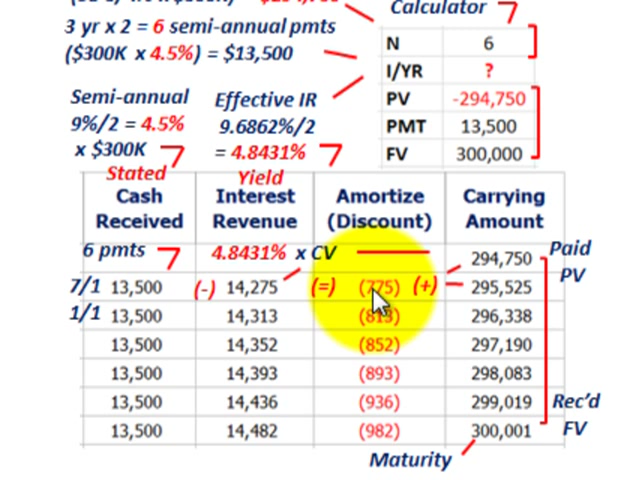 Calculator
3 yr x 2 = 6 semi-annual pmts
($300K x 4.5%) = $13,500
N 6
I/YR ?
PV -294,750
PMT 13,500
FV 300,000
Semi-annual
9%/2 = 4.5%
x $300K
Effective IR
9.6862%/2
= 4.8431%
Stated Yield
Cash Received Interest Revenue Amortize (Discount) Carrying Amount
6 pmts 4.8431% x CV 294,750 Paid PV
7/1 13,500 (-) 14,275 (=) (775) (+) 295,525
1/1 13,500 14,313 (813) 296,338
13,500 14,352 (852) 297,190
13,500 14,393 (893) 298,083
13,500 14,436 (936) 299,019 Rec'd
13,500 14,482 (982) 300,001 FV
Maturity